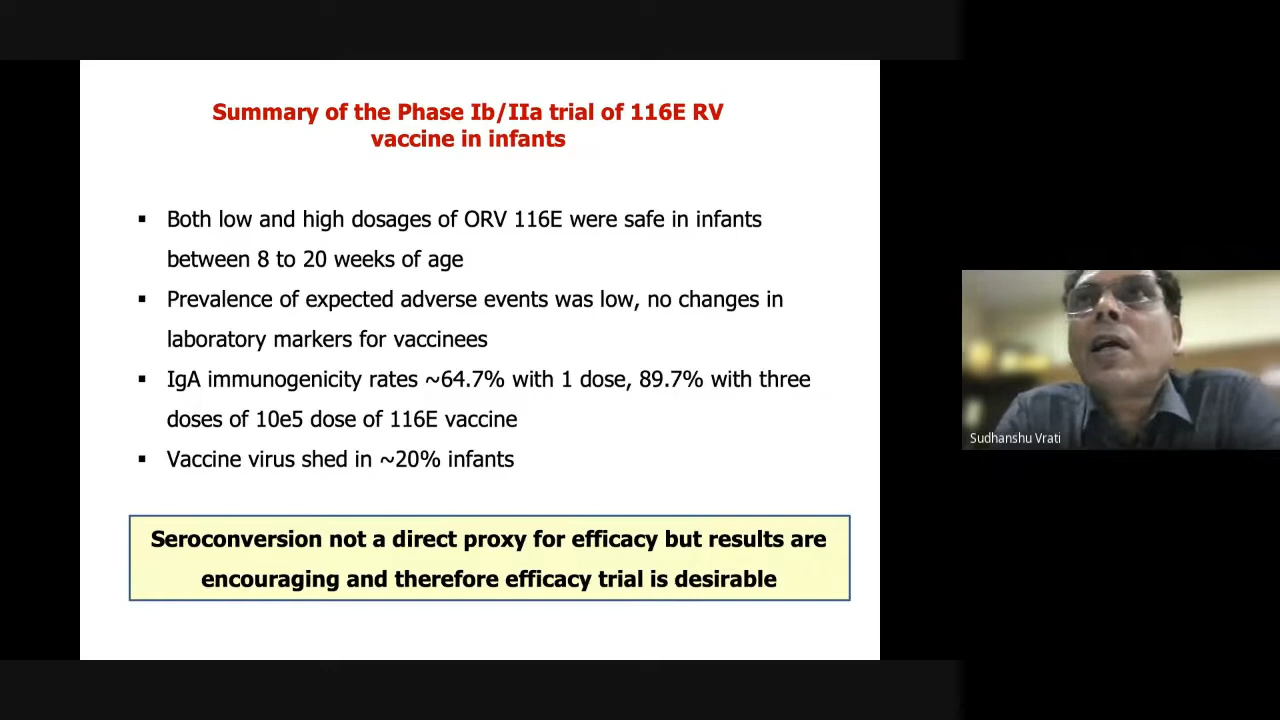 Summary of the Phase Ib/IIa trial of 116E RV
vaccine in infants
▪ Both low and high dosages of ORV 116E were safe in infants
between 8 to 20 weeks of age
▪ Prevalence of expected adverse events was low, no changes in
laboratory markers for vaccinees
▪ IgA immunogenicity rates ~64.7% with 1 dose, 89.7% with three
doses of 10e5 dose of 116E vaccine
▪ Vaccine virus shed in ~20% infants
Seroconversion not a direct proxy for efficacy but results are
encouraging and therefore efficacy trial is desirable
Sudhanshu Vrati